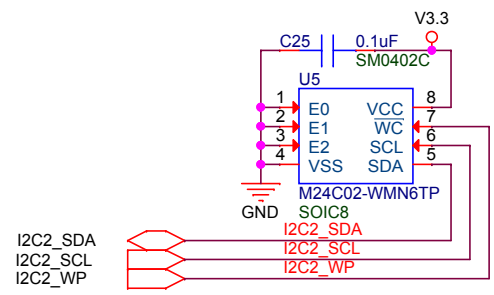 V3.3
C25 0.1uF
SM0402C
U5
1 E0 VCC 8
2 E1 WC 7
3 E2 SCL 6
4 VSS SDA 5
M24C02-WMN6TP
GND SOIC8
I2C2_SDA I2C2_SDA
I2C2_SCL I2C2_SCL
I2C2_WP I2C2_WP